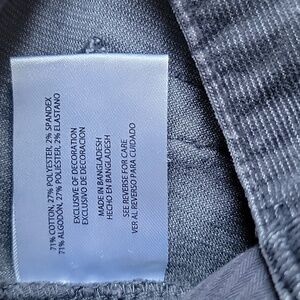 71% COTTON, 27% POLYESTER, 2% SPANDEX
71% ALGODÓN, 27% POLIÉSTER, 2% ELASTANO
EXCLUSIVE OF DECORATION
EXCLUSIVO DE DECORACION
MADE IN BANGLADESH
HECHO EN BANGLADESH
SEE REVERSE FOR CARE
VER AL REVERSO PARA CUIDADO